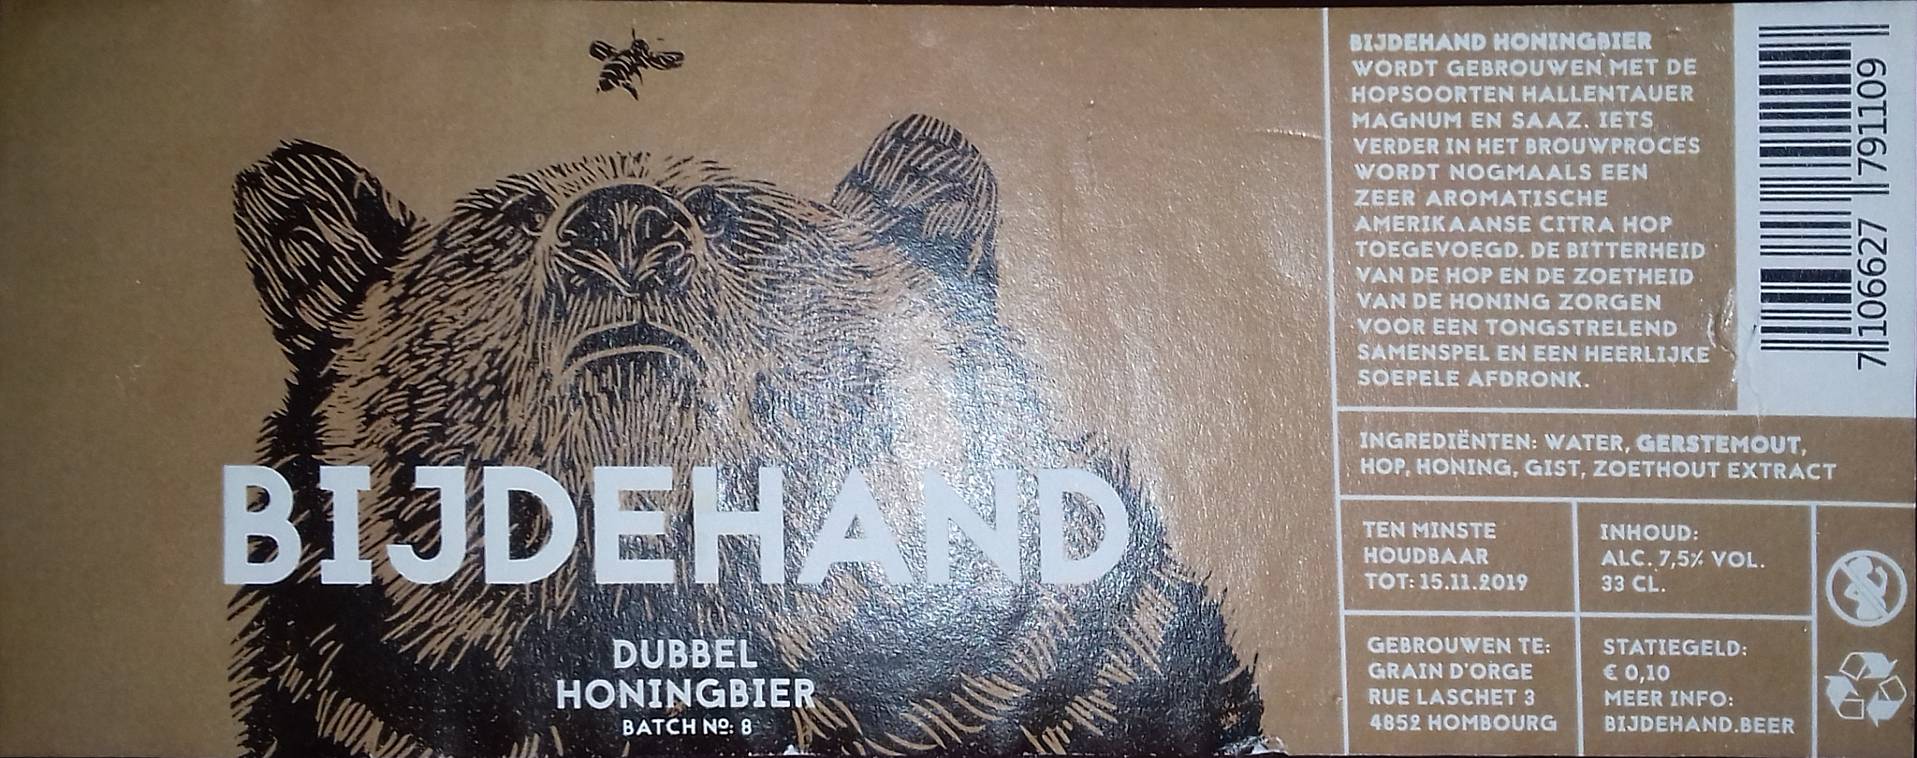 BIJDEHAND
DUBBEL
HONINGBIER
BATCH Nº: 8
BIJDEHAND HONINGBIER
WORDT GEBROUWEN MET DE
HOPSOORTEN HALLENTAUER
MAGNUM EN SAAZ. IETS
VERDER IN HET BROUWPROCES
WORDT NOGMAALS EEN
ZEER AROMATISCHE
AMERIKAANSE CITRA HOP
TOEGEVOEGD. DE BITTERHEID
VAN DE HOP EN DE ZOETHEID
VAN DE HONING ZORGEN
VOOR EEN TONGSTRELEND
SAMENSPEL EN EEN HEERLIJKE
SOEPELE AFDRONK.
7 106627 791109
INGREDIËNTEN: WATER, GERSTEMOUT,
HOP, HONING, GIST, ZOETHOUT EXTRACT
TEN MINSTE
HOUDBAAR
TOT: 15.11.2019
INHOUD:
ALC. 7,5% VOL.
33 CL.
GEBROUWEN TE:
GRAIN D'ORGE
RUE LASCHET 3
4852 HOMBOURG
STATIEGELD:
€ 0,10
MEER INFO:
BIJDEHAND.BEER